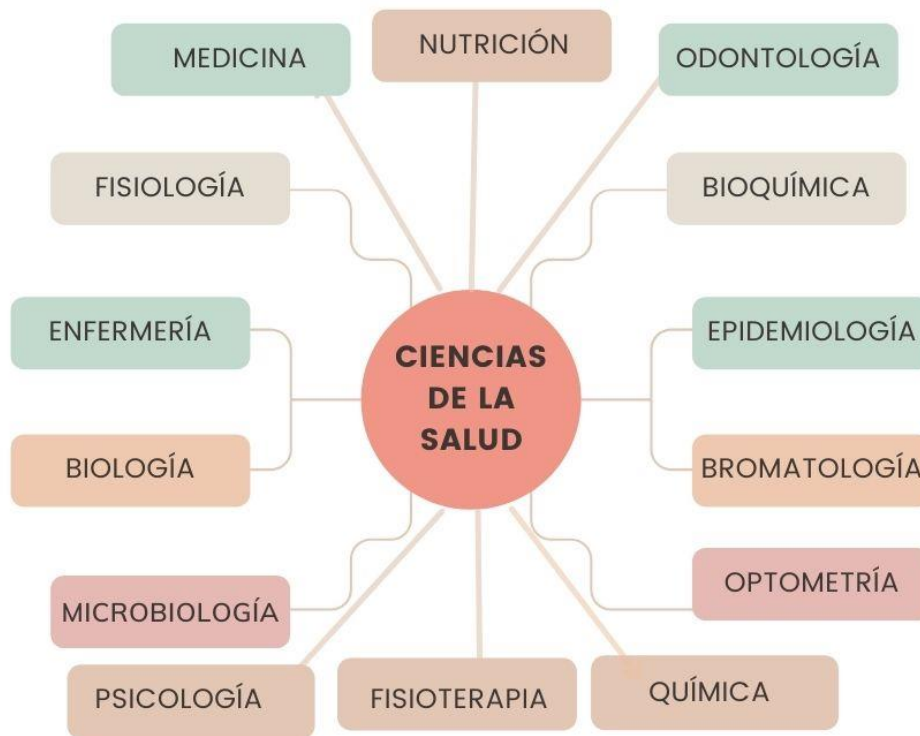 MEDICINA
NUTRICIÓN
ODONTOLOGÍA
FISIOLOGÍA
BIOQUÍMICA
ENFERMERÍA
EPIDEMIOLOGÍA
CIENCIAS
DE LA
SALUD
BIOLOGÍA
BROMATOLOGÍA
MICROBIOLOGÍA
OPTOMETRÍA
PSICOLOGÍA
FISIOTERAPIA
QUÍMICA